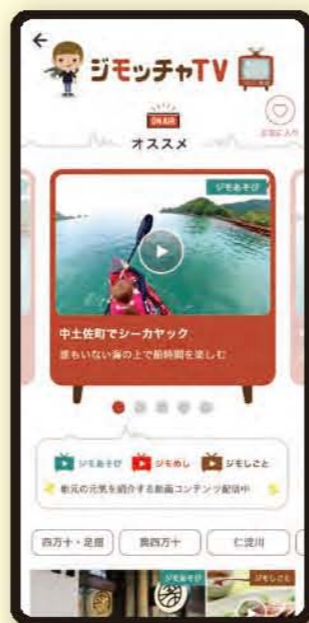 ジモッチャTV
ON AIR
お気に入り
オススメ
ジモあそび
中土佐町でシーカヤック
誰もいない海の上で節時間を楽しむ
ジモあそび ジモめし ジモしごと
地元の元気を紹介する動画コンテンツ配信中
四万十・足摺
奥四万十
仁淀川
ジモあそび
ジモしごと